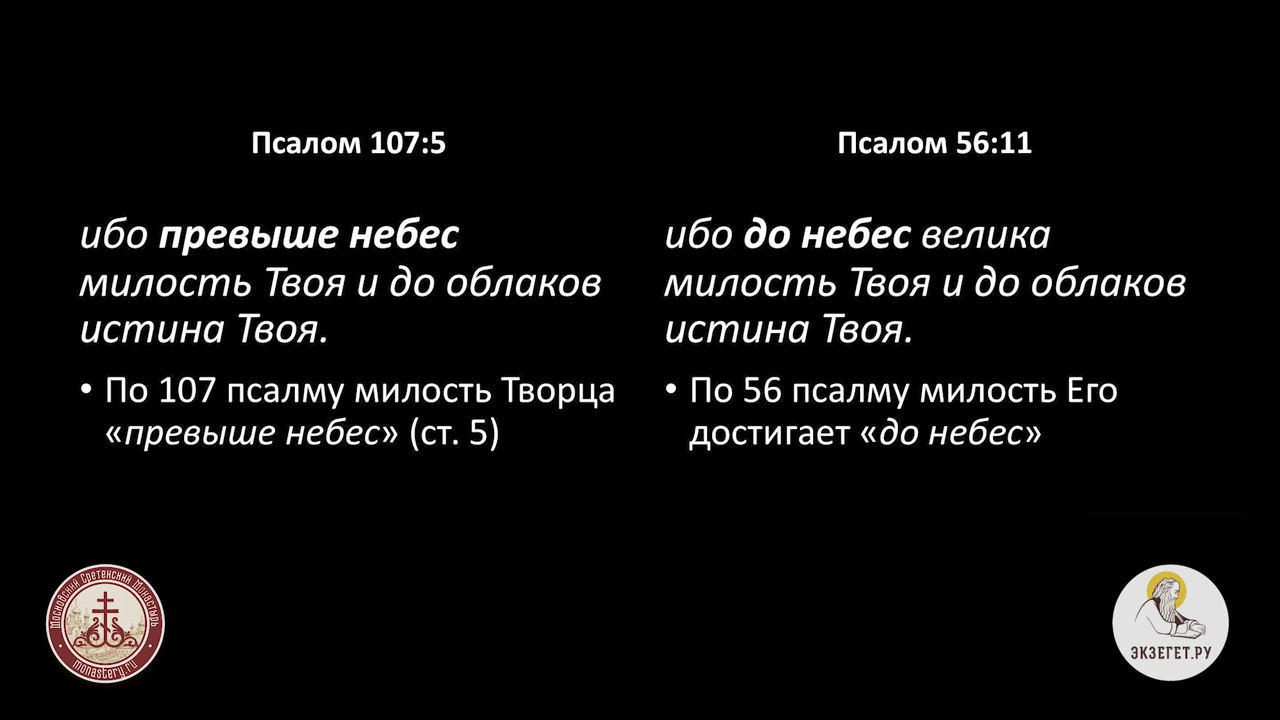 Псалом 107:5
ибо превыше небес
милость Твоя и до облаков
истина Твоя.
• По 107 псалму милость Творца
«превыше небес» (ст. 5)
Псалом 56:11
ибо до небес велика
милость Твоя и до облаков
истина Твоя.
• По 56 псалму милость Его
достигает «до небес»
Московский Сретенский Монастырь
monastery.ru
ЭКЗЕГЕТ.РУ